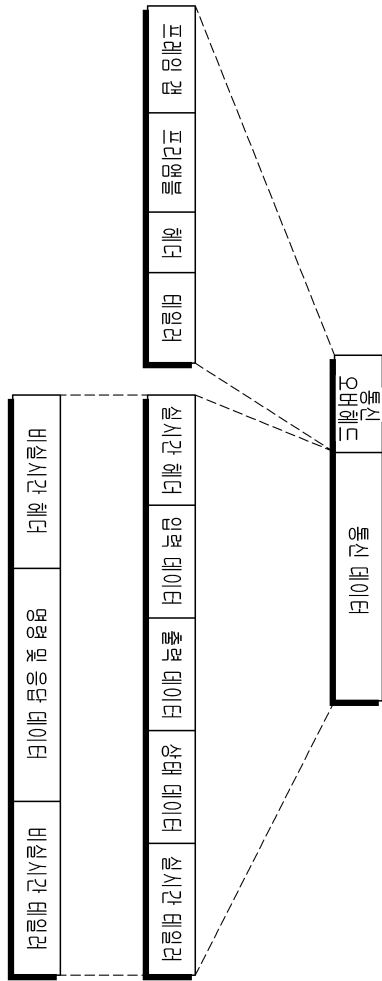 통신
오버헤드
통신 데이터
프레임 갭
프리앰블
헤더
테일러
실시간 헤더
입력 데이터
출력 데이터
상태 데이터
실시간 테일러
비실시간 헤더
명령 및 응답 데이터
비실시간 테일러